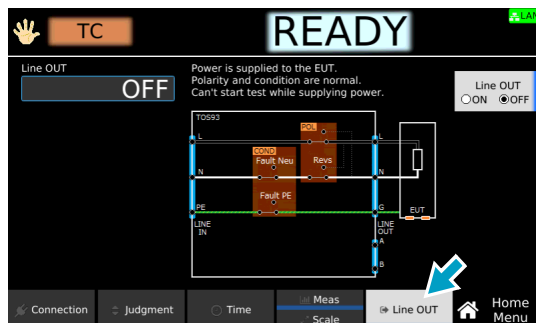 TC
READY
LAN
Line OUT
OFF
Power is supplied to the EUT.
Polarity and condition are normal.
Can't start test while supplying power.
Line OUT
ON OFF
TOS93
POL
L
L
COND
Fault Neu
Revs
N
N
Fault PE
PE
G
EUT
LINE
IN
LINE
OUT
A
B
Connection
Judgment
Time
Meas
Scale
Line OUT
Home
Menu